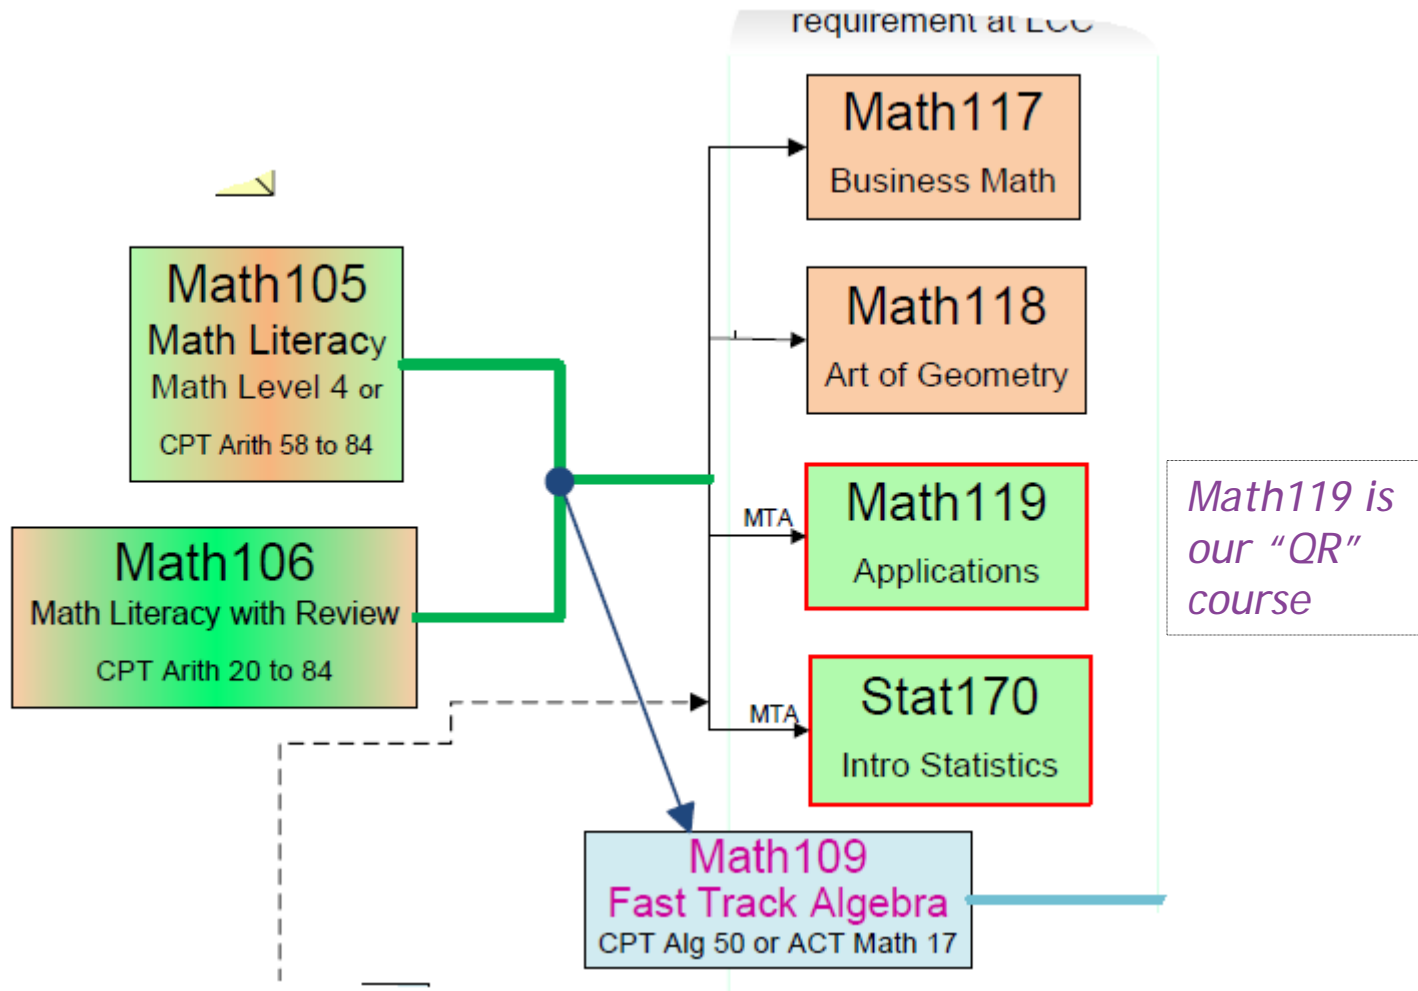 requirement at LCC
Math117
Business Math
Math105
Math Literacy
Math Level 4 or
CPT Arith 58 to 84
Math118
Art of Geometry
MTA
Math119
Applications
Math119 is
our “QR”
course
Math106
Math Literacy with Review
CPT Arith 20 to 84
MTA
Stat170
Intro Statistics
Math109
Fast Track Algebra
CPT Alg 50 or ACT Math 17